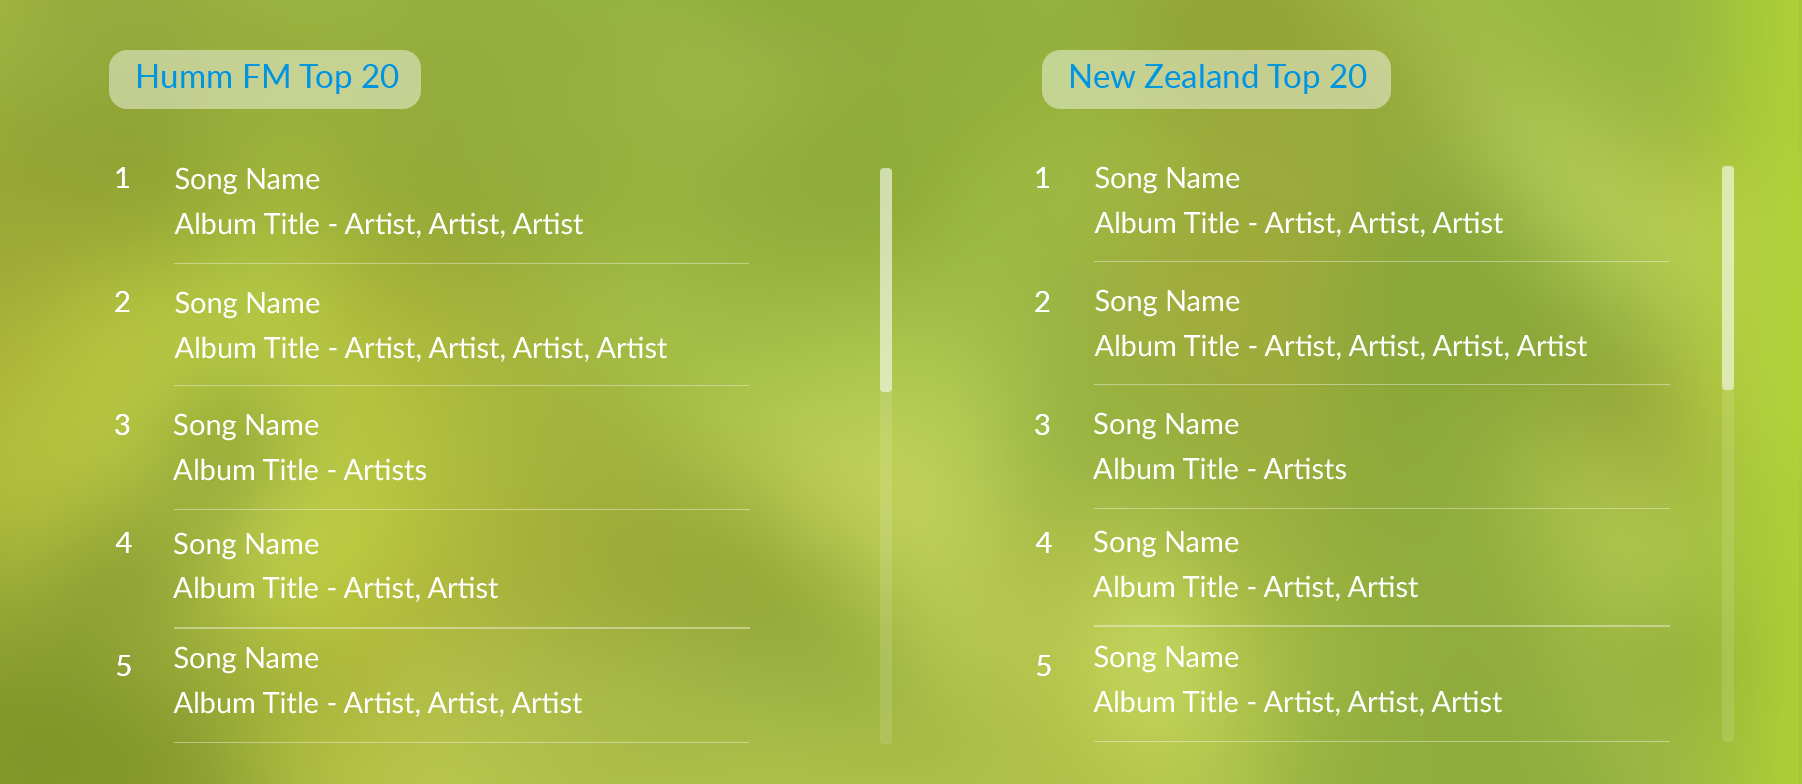 Humm FM Top 20
1 Song Name
Album Title - Artist, Artist, Artist
2 Song Name
Album Title - Artist, Artist, Artist, Artist
3 Song Name
Album Title - Artists
4 Song Name
Album Title - Artist, Artist
5 Song Name
Album Title - Artist, Artist, Artist
New Zealand Top 20
1 Song Name
Album Title - Artist, Artist, Artist
2 Song Name
Album Title - Artist, Artist, Artist, Artist
3 Song Name
Album Title - Artists
4 Song Name
Album Title - Artist, Artist
5 Song Name
Album Title - Artist, Artist, Artist